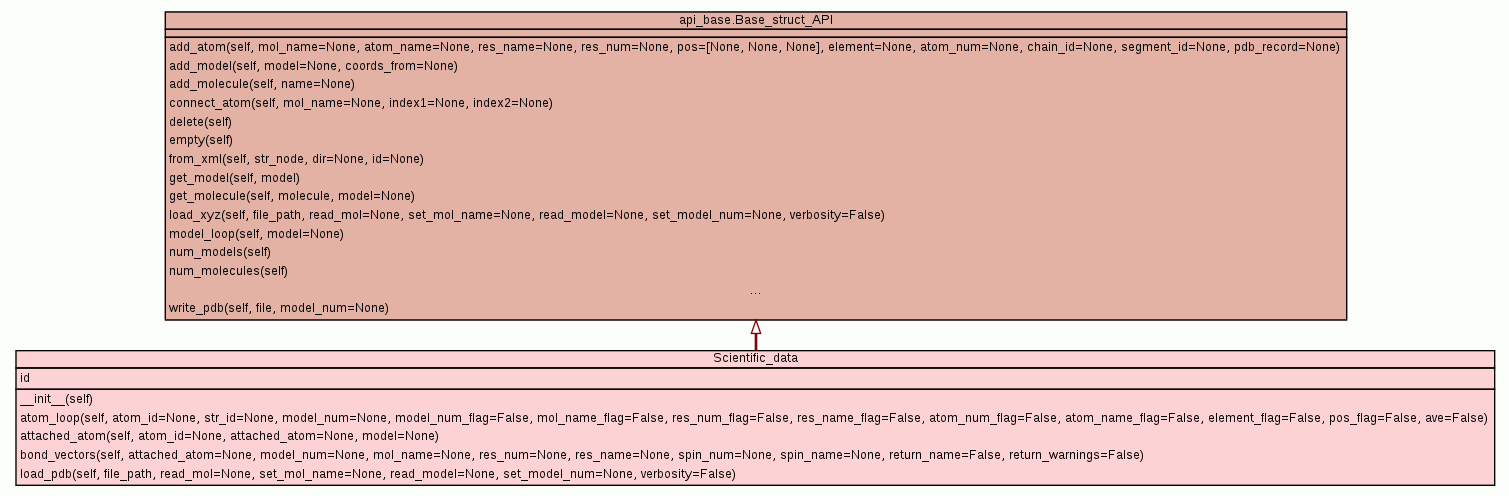 api_base.Base_struct_API
add_atom(self, mol_name=None, atom_name=None, res_name=None, res_num=None, pos=[None, None, None], element=None, atom_num=None, chain_id=None, segment_id=None, pdb_record=None)
add_model(self, model=None, coords_from=None)
add_molecule(self, name=None)
connect_atom(self, mol_name=None, index1=None, index2=None)
delete(self)
empty(self)
from_xml(self, str_node, dir=None, id=None)
get_model(self, model)
get_molecule(self, molecule, model=None)
load_xyz(self, file_path, read_mol=None, set_mol_name=None, read_model=None, set_model_num=None, verbosity=False)
model_loop(self, model=None)
num_models(self)
num_molecules(self)
...
write_pdb(self, file, model_num=None)
Scientific_data
id
__init__(self)
atom_loop(self, atom_id=None, str_id=None, model_num=None, model_num_flag=False, mol_name_flag=False, res_num_flag=False, res_name_flag=False, atom_num_flag=False, atom_name_flag=False, element_flag=False, pos_flag=False, ave=False)
attached_atom(self, atom_id=None, attached_atom=None, model=None)
bond_vectors(self, attached_atom=None, model_num=None, mol_name=None, res_num=None, res_name=None, spin_num=None, spin_name=None, return_name=False, return_warnings=False)
load_pdb(self, file_path, read_mol=None, set_mol_name=None, read_model=None, set_model_num=None, verbosity=False)